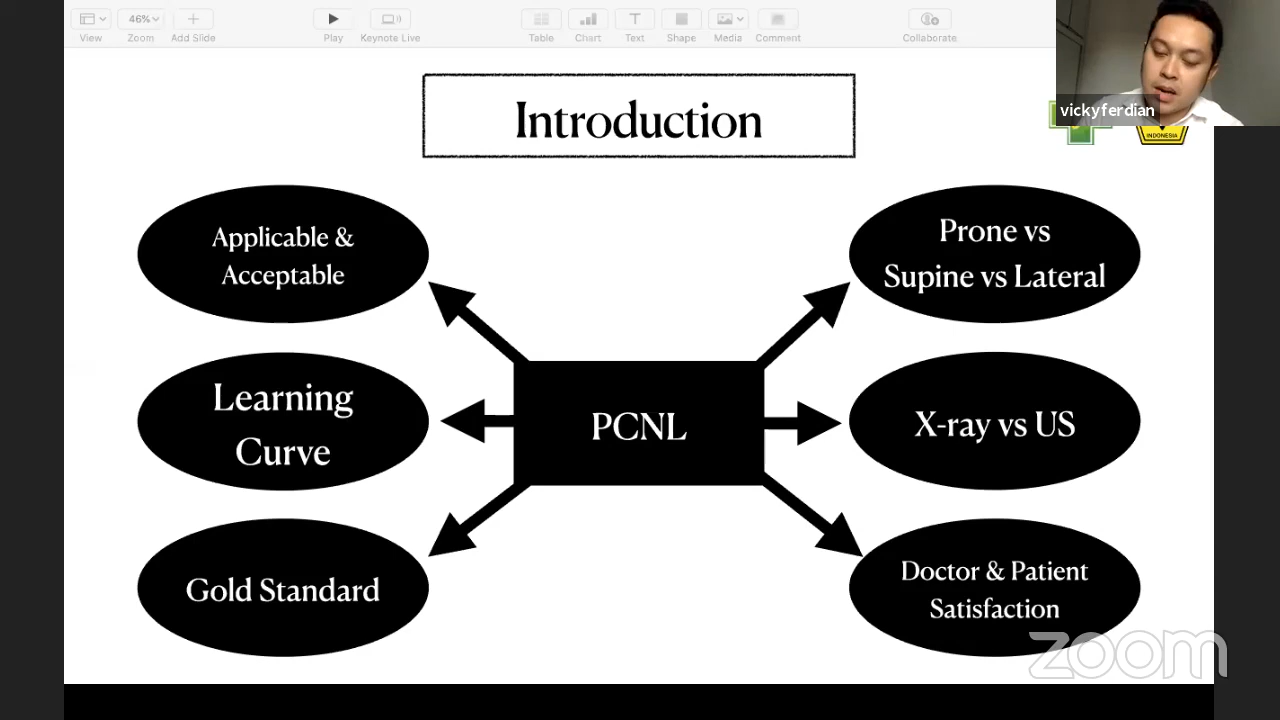 46%
View
Zoom
Add Slide
Play
Keynote Live
Table
Chart
Text
Shape
Media
Comment
Collaborate
vickyferdian
INDONESIA
Introduction
Applicable &
Acceptable
Learning
Curve
Gold Standard
PCNL
Prone vs
Supine vs Lateral
X-ray vs US
Doctor & Patient
Satisfaction
zoom